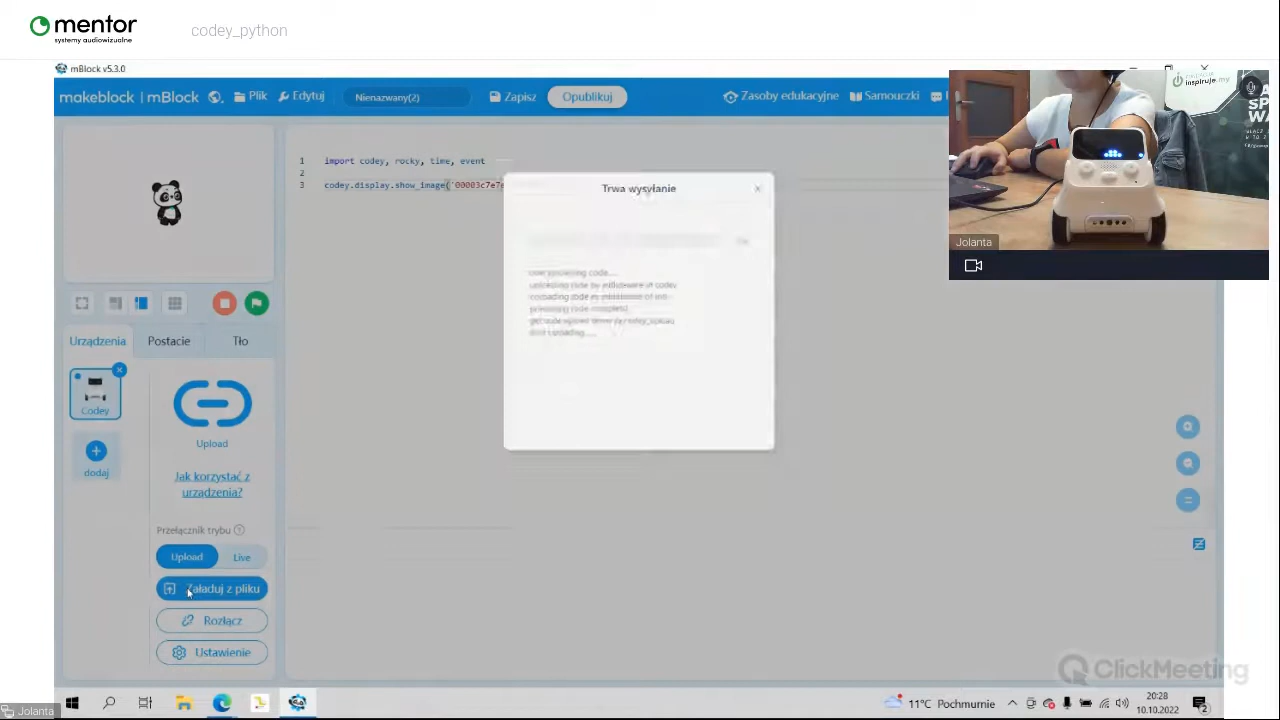 mentor
systemy audiowizualne
codey_python
mBlock v5.3.0
makeblock | mBlock
Plik
Edytuj
Nienazwany(2)
Zapisz
Opublikuj
Zasoby edukacyjne
Samouczki
inspiruje.my
Jolanta
1 import codey, rocky, time, event
2
3 codey.display.show_image('00003c7e7e
Trwa wysyłanie
Urządzenia
Postacie
Tło
Codey
dodaj
Upload
Jak korzystać z
urządzenia?
Przełącznik trybu
Upload
Live
Załaduj z pliku
Rozłącz
Ustawienie
ClickMeeting
Jolanta
11°C Pochmurnie
20:28
10.10.2022
2